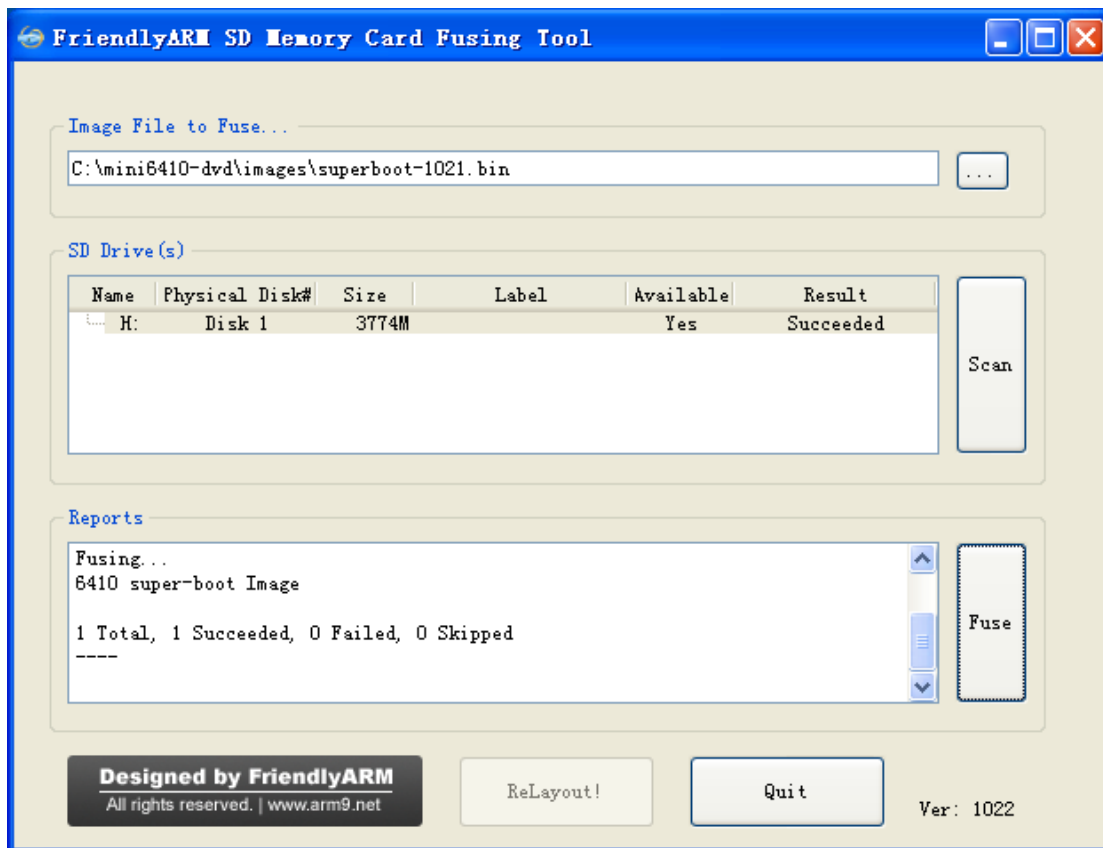 FriendlyARM SD Memory Card Fusing Tool
Image File to Fuse...
C:\mini6410-dvd\images\superboot-1021.bin
...
SD Drive(s)
Name Physical Disk# Size Label Available Result
H: Disk 1 3774M Yes Succeeded
Scan
Reports
Fusing...
6410 super-boot Image
1 Total, 1 Succeeded, 0 Failed, 0 Skipped
----
Fuse
Designed by FriendlyARM
All rights reserved. | www.arm9.net
ReLayout!
Quit
Ver: 1022